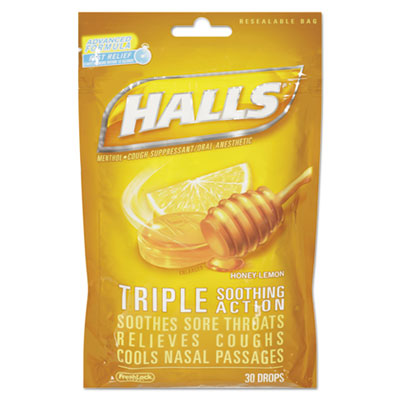 RESEALABLE BAG
ADVANCED
FORMULA
FAST RELIEF
HALLS
MENTHOL • COUGH SUPPRESSANT/ORAL ANESTHETIC
ENLARGED
HONEY LEMON
TRIPLE SOOTHING
ACTION
SOOTHES SORE THROATS
RELIEVES COUGHS
COOLS NASAL PASSAGES
FreshLock
30 DROPS